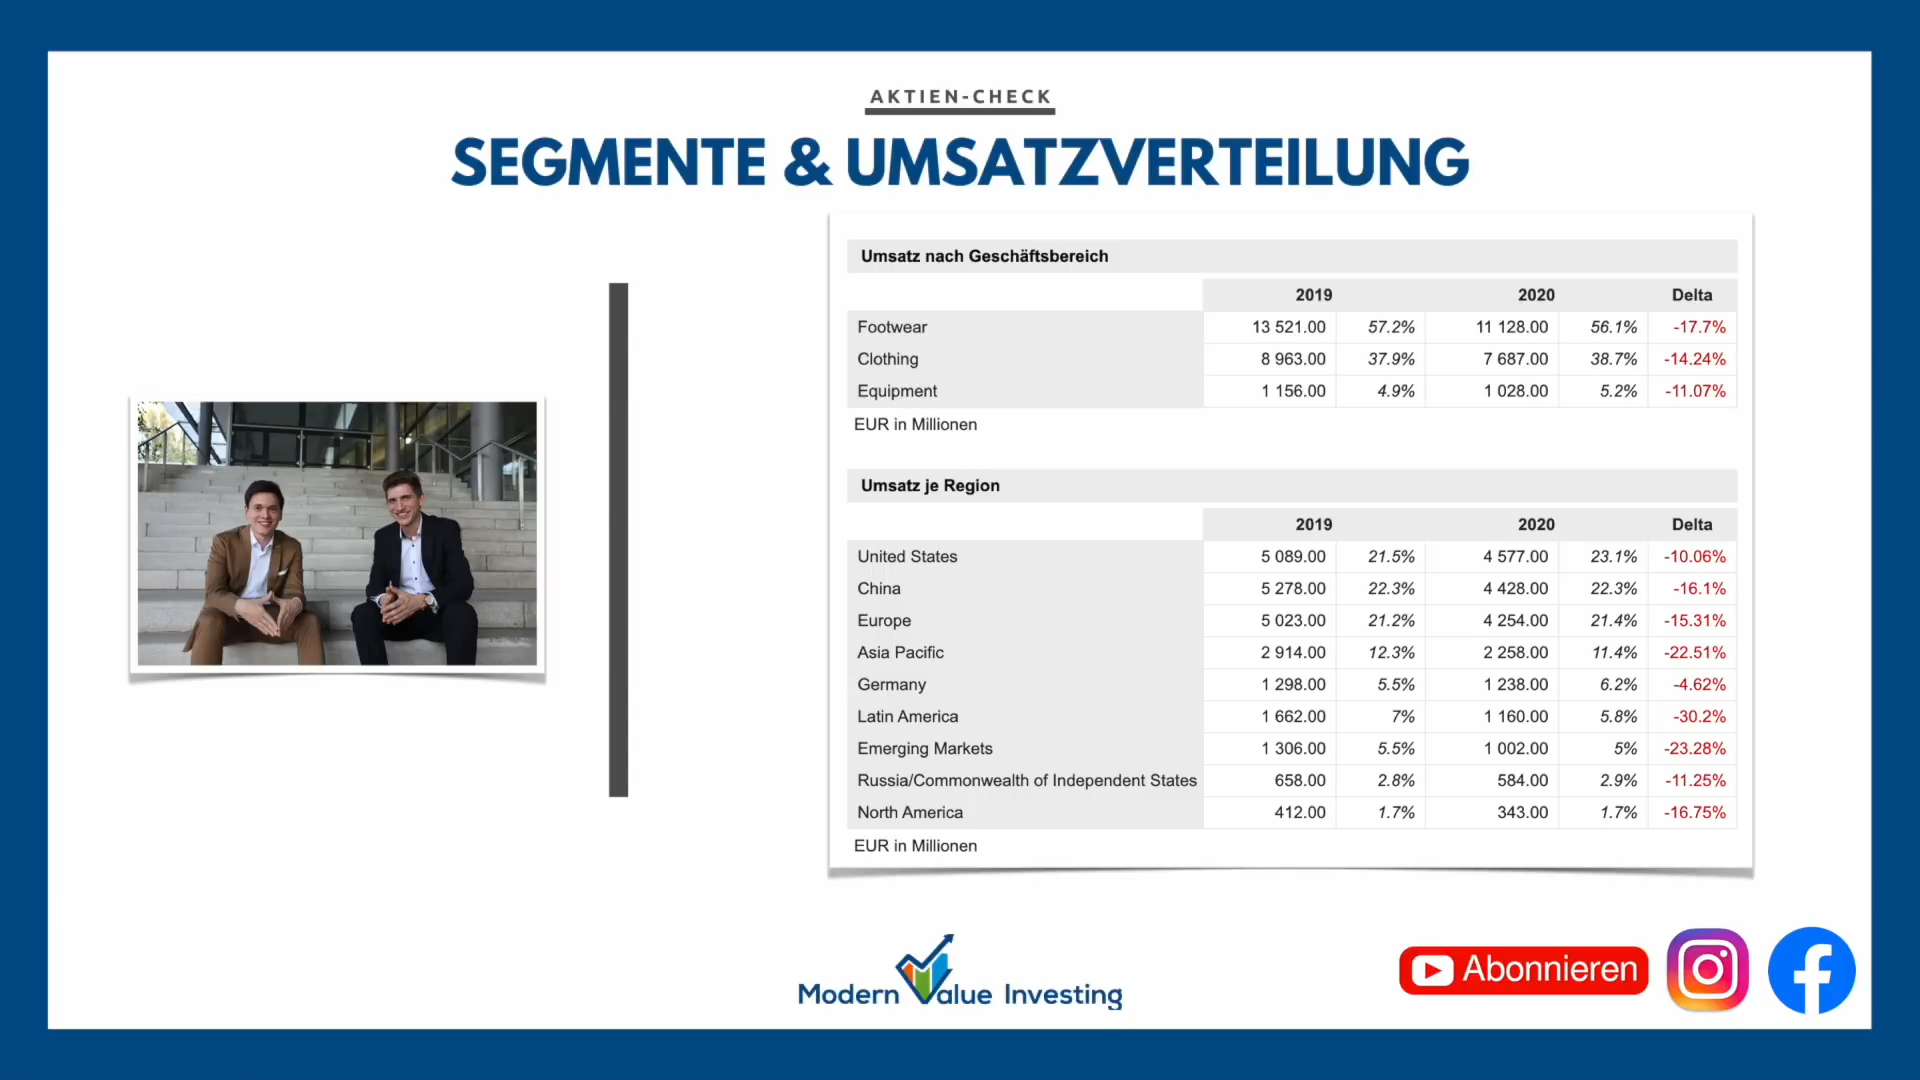 AKTIEN-CHECK
SEGMENTE & UMSATZVERTEILUNG
Umsatz nach Geschäftsbereich
2019 2020 Delta
Footwear 13 521.00 57.2% 11 128.00 56.1% -17.7%
Clothing 8 963.00 37.9% 7 687.00 38.7% -14.24%
Equipment 1 156.00 4.9% 1 028.00 5.2% -11.07%
EUR in Millionen
Umsatz je Region
2019 2020 Delta
United States 5 089.00 21.5% 4 577.00 23.1% -10.06%
China 5 278.00 22.3% 4 428.00 22.3% -16.1%
Europe 5 023.00 21.2% 4 254.00 21.4% -15.31%
Asia Pacific 2 914.00 12.3% 2 258.00 11.4% -22.51%
Germany 1 298.00 5.5% 1 238.00 6.2% -4.62%
Latin America 1 662.00 7% 1 160.00 5.8% -30.2%
Emerging Markets 1 306.00 5.5% 1 002.00 5% -23.28%
Russia/Commonwealth of Independent States 658.00 2.8% 584.00 2.9% -11.25%
North America 412.00 1.7% 343.00 1.7% -16.75%
EUR in Millionen
Modern Value Investing
Abonnieren